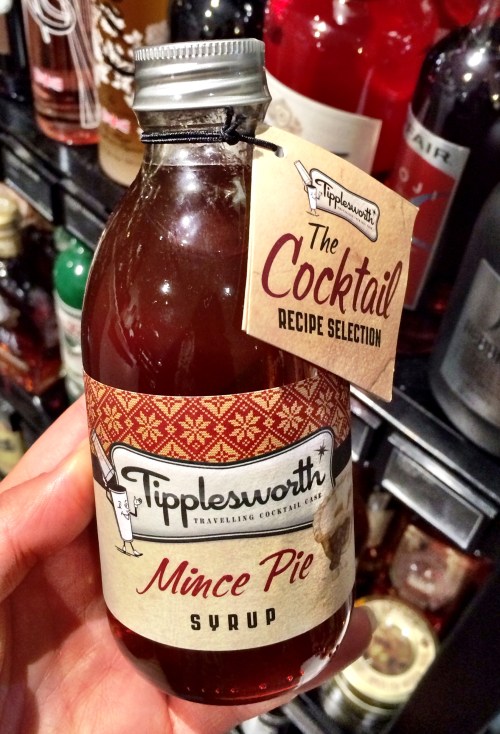 Tipplesworth
The
Cocktail
RECIPE SELECTION
Tipplesworth
TRAVELLING COCKTAIL CASE
Mince Pie
SYRUP